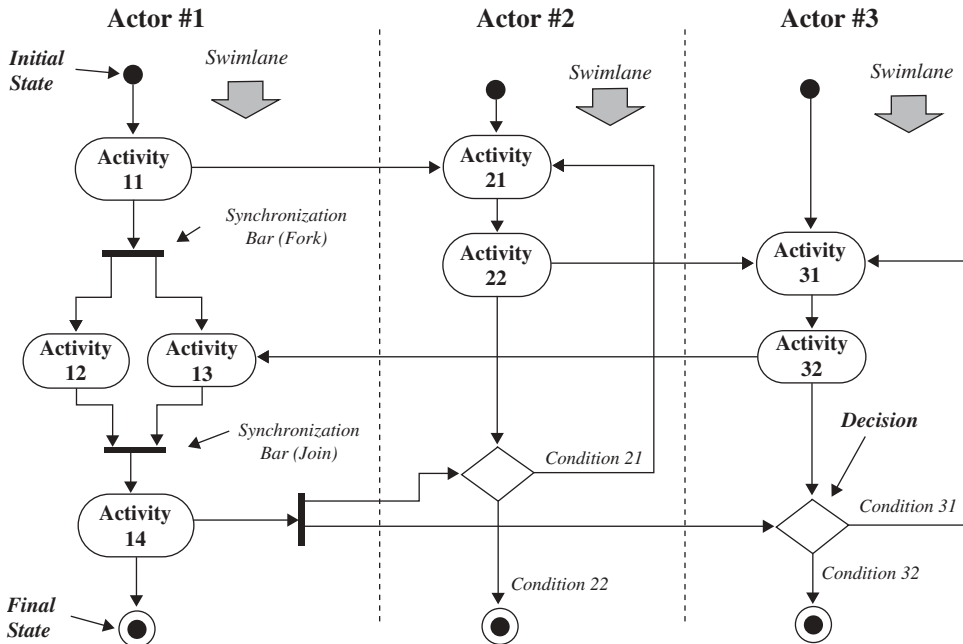 Actor #1
Actor #2
Actor #3
Initial
State
Swimlane
Swimlane
Swimlane
Activity
11
Activity
21
Synchronization
Bar (Fork)
Activity
22
Activity
31
Activity
12
Activity
13
Activity
32
Synchronization
Bar (Join)
Decision
Condition 21
Activity
14
Condition 31
Condition 22
Condition 32
Final
State